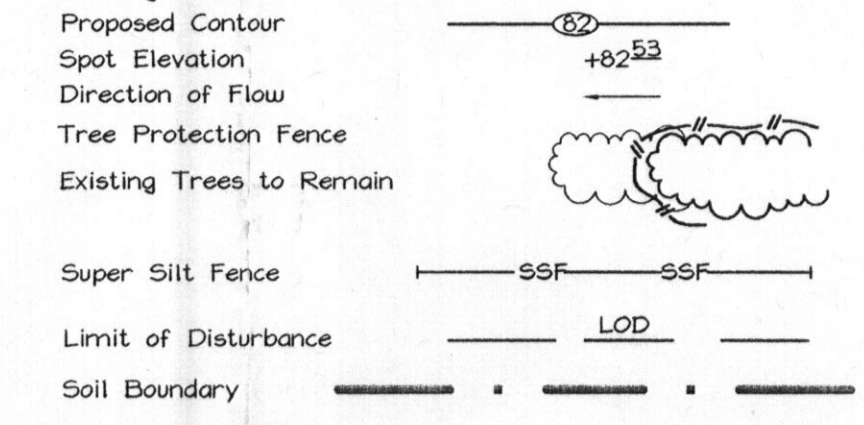 Proposed Contour 82
Spot Elevation +82 53
Direction of Flow
Tree Protection Fence
Existing Trees to Remain
Super Silt Fence SSF SSF
Limit of Disturbance LOD
Soil Boundary